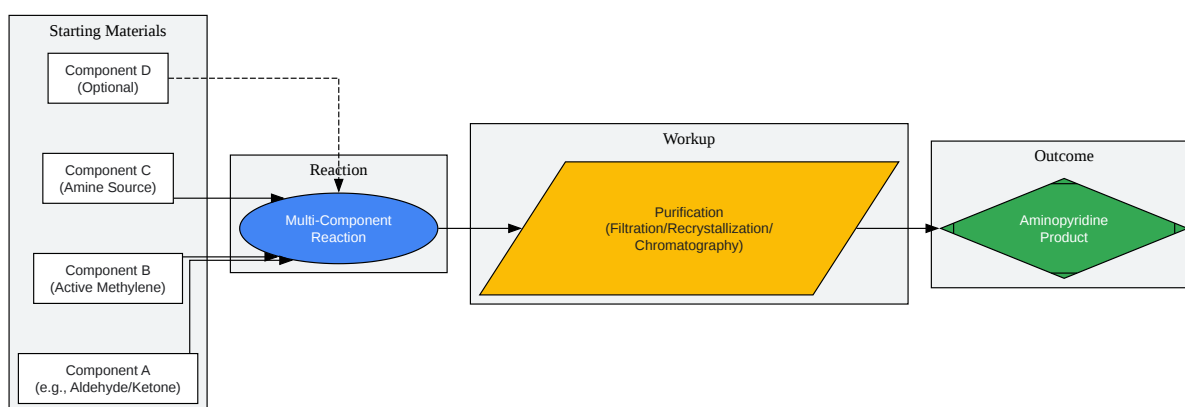 Starting Materials
Component D
(Optional)
Component C
(Amine Source)
Component B
(Active Methylene)
Component A
(e.g., Aldehyde/Ketone)
Reaction
Multi-Component
Reaction
Workup
Purification
(Filtration/Recrystallization/
Chromatography)
Outcome
Aminopyridine
Product